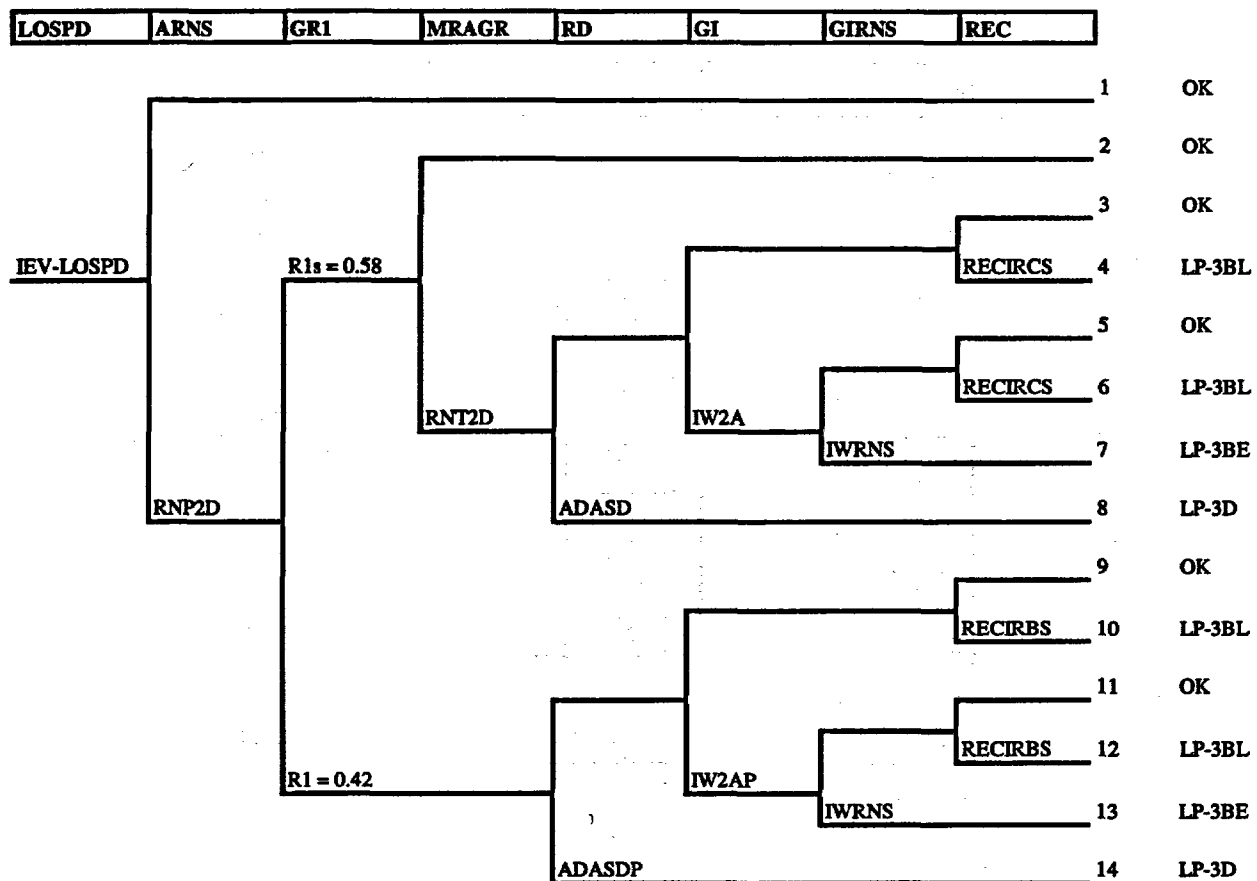 LOSPD ARNS GR1 MRAGR RD GI GIRNS REC
1 OK
2 OK
3 OK
IEV-LOSPD R1s = 0.58 RECIRCS 4 LP-3BL
5 OK
RECIRCS 6 LP-3BL
RNT2D IW2A
IWRNS 7 LP-3BE
RNP2D ADASD 8 LP-3D
9 OK
RECIRBS 10 LP-3BL
11 OK
RECIRBS 12 LP-3BL
R1 = 0.42 IW2AP
IWRNS 13 LP-3BE
ADASDP 14 LP-3D